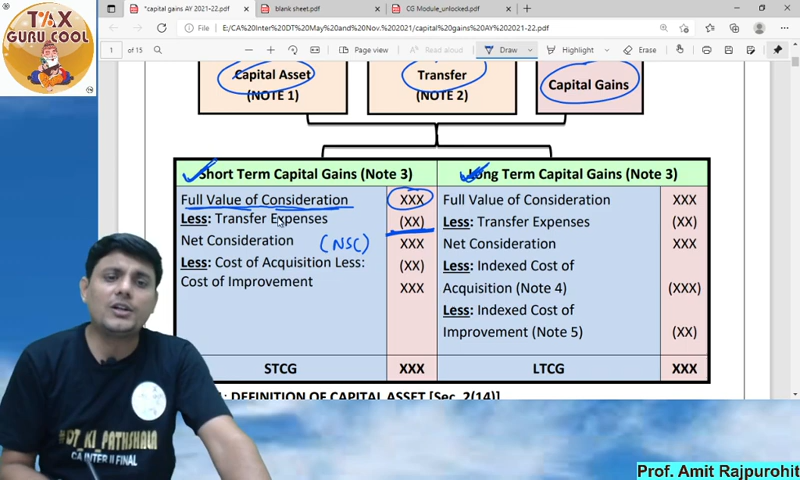 TAX
GURU COOL
*capital gains AY 2021-22.pdf
blank sheet.pdf
CG Module_unlocked.pdf
E:/CA%20Inter%20DT%20May%20and%20Nov.%202021/capital%20gains%20AY%202021-22.pdf
1 of 15
Page view
Read aloud
Draw
Highlight
Erase
Capital Asset
(NOTE 1)
Transfer
(NOTE 2)
Capital Gains
Short Term Capital Gains (Note 3)
Long Term Capital Gains (Note 3)
Full Value of Consideration XXX
Less: Transfer Expenses (XX)
Net Consideration (NSC) XXX
Less: Cost of Acquisition Less: (XX)
Cost of Improvement XXX
STCG XXX
Full Value of Consideration XXX
Less: Transfer Expenses (XX)
Net Consideration XXX
Less: Indexed Cost of
Acquisition (Note 4) (XXX)
Less: Indexed Cost of
Improvement (Note 5) (XX)
LTCG XXX
1: DEFINITION OF CAPITAL ASSET [Sec. 2(14)]
#DT_KI_PATHSHALA
CA INTER II FINAL
Prof. Amit Rajpurohit